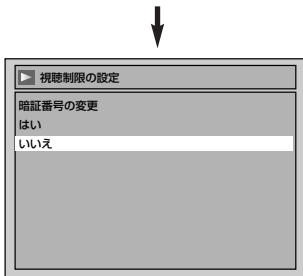 視聴制限の設定
暗証番号の変更
はい
いいえ